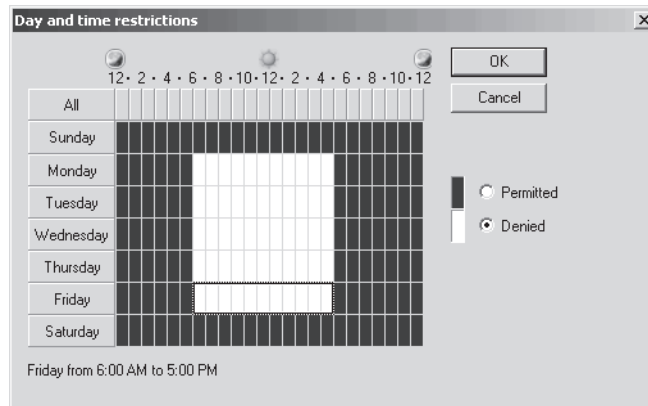 Day and time restrictions
12 · 2 · 4 · 6 · 8 · 10 · 12 · 2 · 4 · 6 · 8 · 10 · 12
OK
Cancel
All
Sunday
Monday
Tuesday
Wednesday
Thursday
Friday
Saturday
Permitted
Denied
Friday from 6:00 AM to 5:00 PM